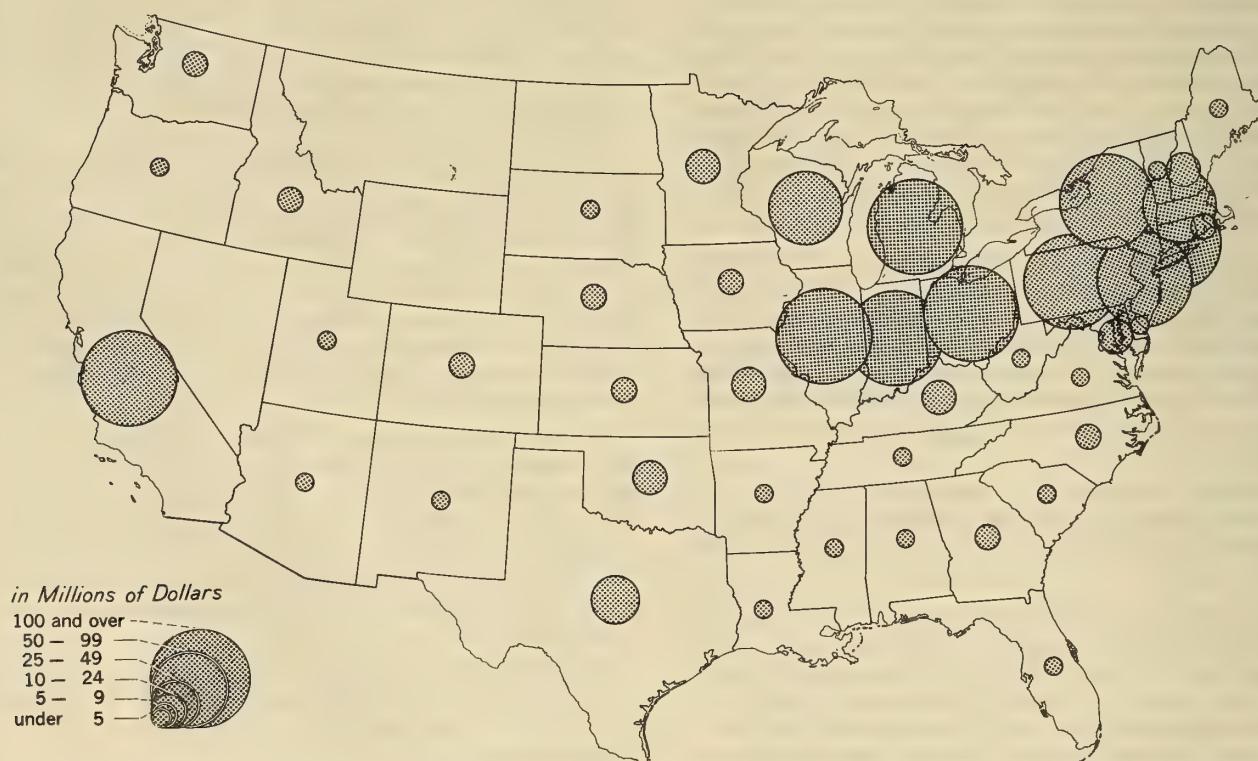 in Millions of Dollars
100 and over
50 – 99
25 – 49
10 – 24
5 – 9
under 5